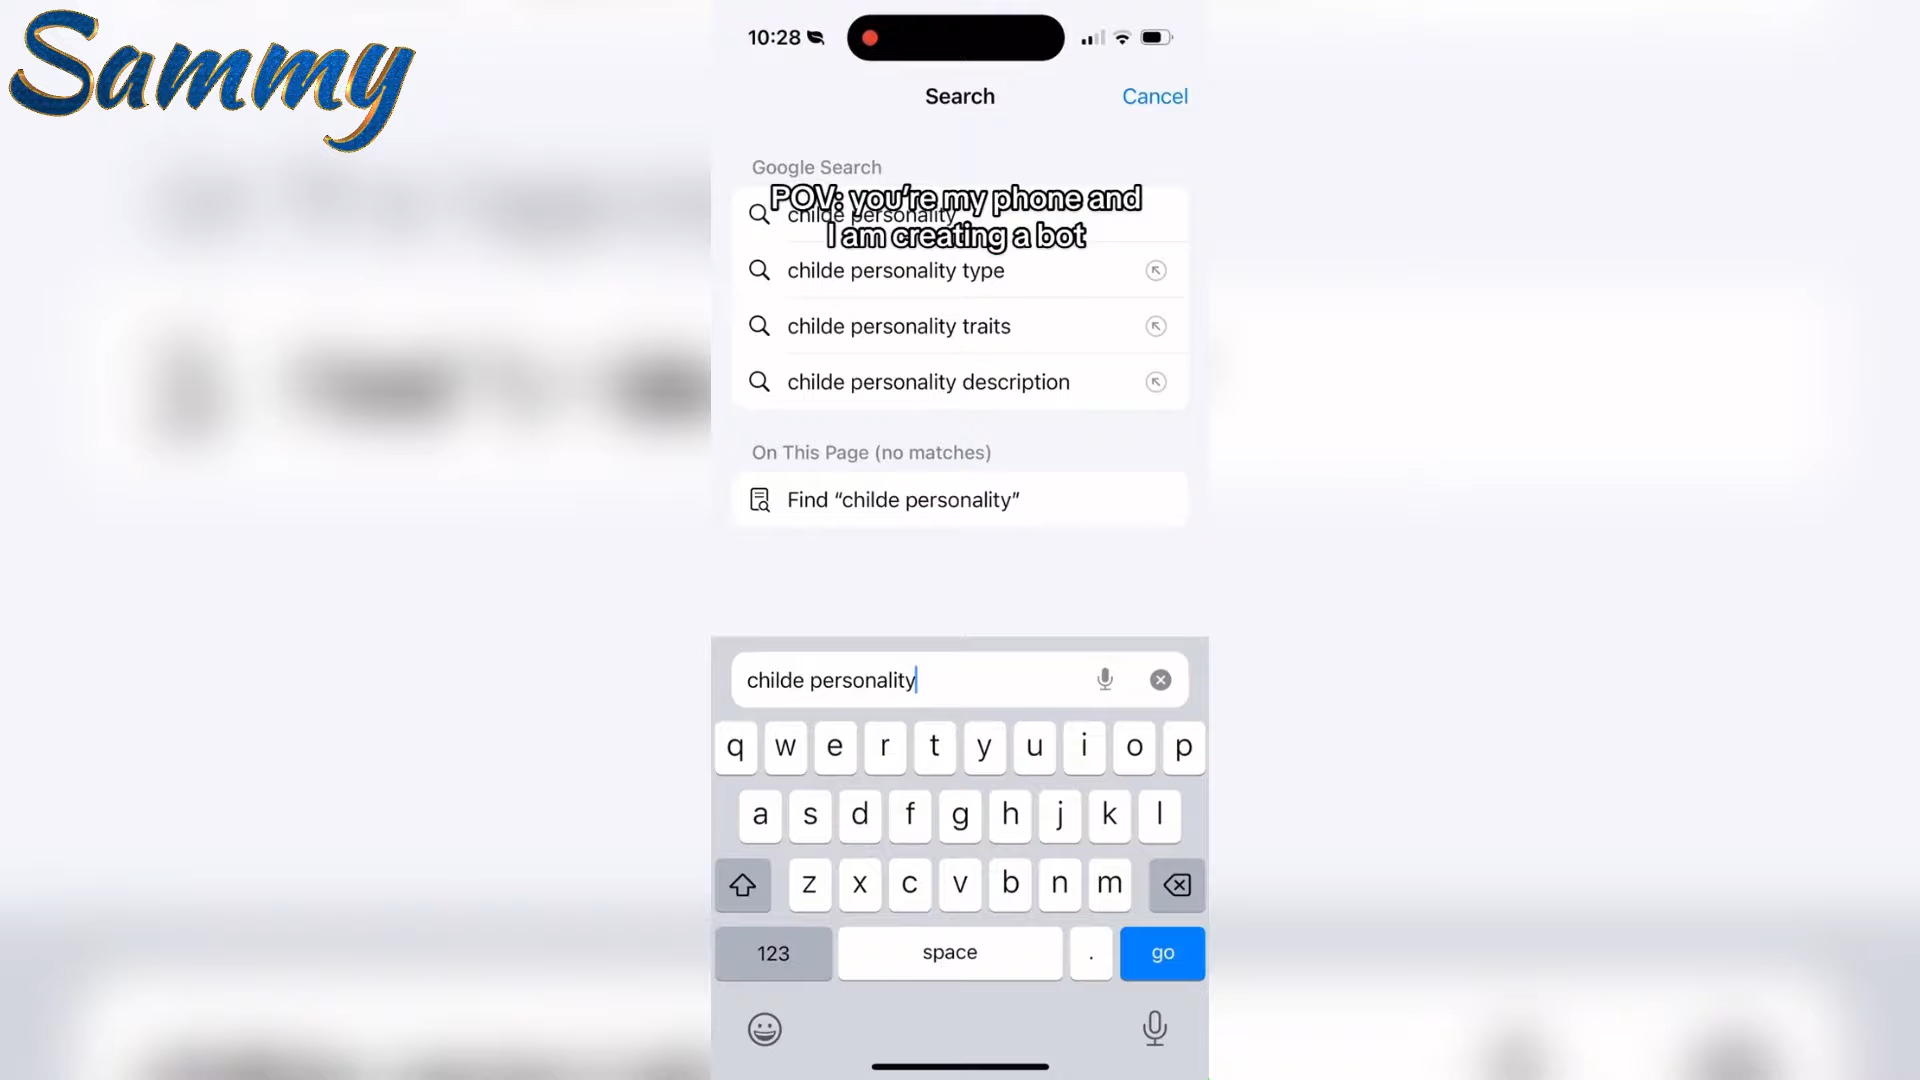 Sammy
10:28
Search
Cancel
Google Search
POV: you're my phone and
I am creating a bot
childe personality
childe personality type
childe personality traits
childe personality description
On This Page (no matches)
Find “childe personality”
childe personality
q w e r t y u i o p
a s d f g h j k l
z x c v b n m
123 space . go